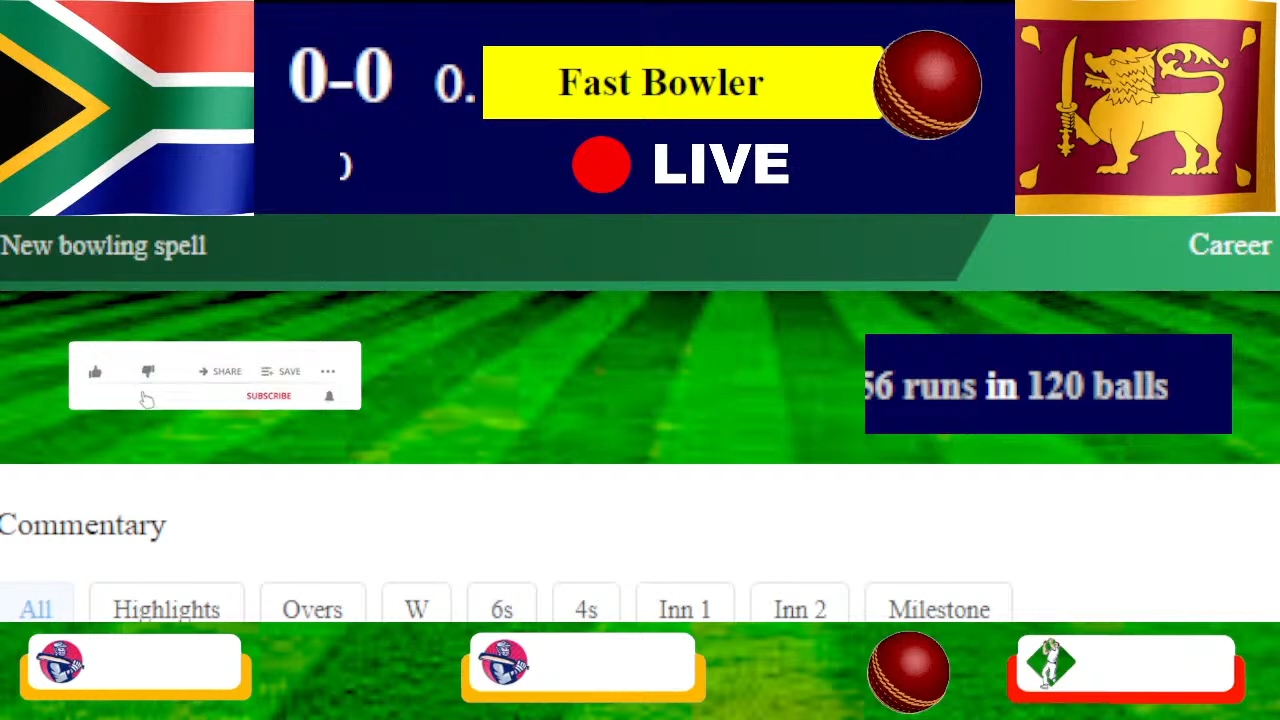 0-0 0. Fast Bowler
LIVE
New bowling spell Career
56 runs in 120 balls
SHARE SAVE
SUBSCRIBE
Commentary
All Highlights Overs W 6s 4s Inn 1 Inn 2 Milestone